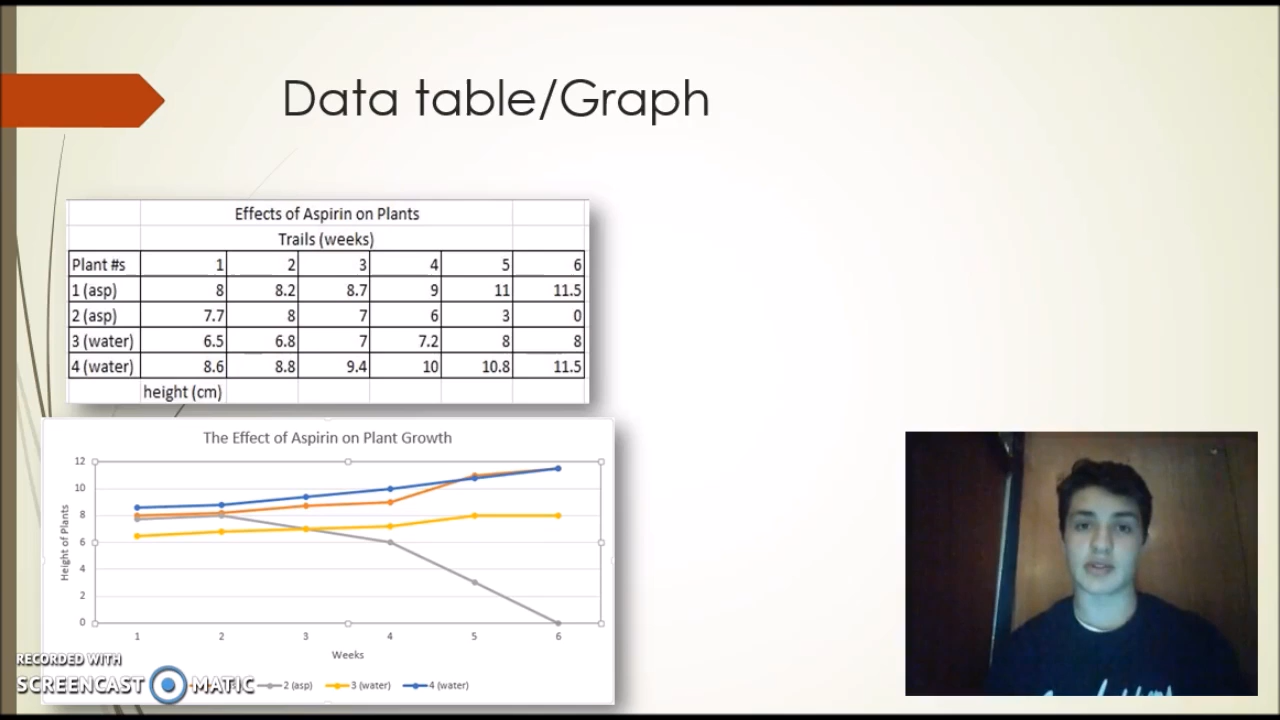 Data table/Graph
Effects of Aspirin on Plants
Trails (weeks)
Plant #s 1 2 3 4 5 6
1 (asp) 8 8.2 8.7 9 11 11.5
2 (asp) 7.7 8 7 6 3 0
3 (water) 6.5 6.8 7 7.2 8 8
4 (water) 8.6 8.8 9.4 10 10.8 11.5
height (cm)
The Effect of Aspirin on Plant Growth
Height of Plants
12
10
8
6
4
2
0
1 2 3 4 5 6
Weeks
2 (asp) 3 (water) 4 (water)
RECORDED WITH
SCREENCAST MATIC